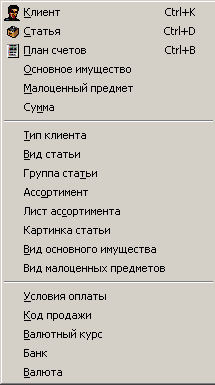 Клиент Ctrl+K
Статья Ctrl+D
План счетов Ctrl+B
Основное имущество
Малоценный предмет
Сумма
Тип клиента
Вид статьи
Группа статьи
Ассортимент
Лист ассортимента
Картинка статьи
Вид основного имущества
Вид малоценных предметов
Условия оплаты
Код продажи
Валютный курс
Банк
Валюта